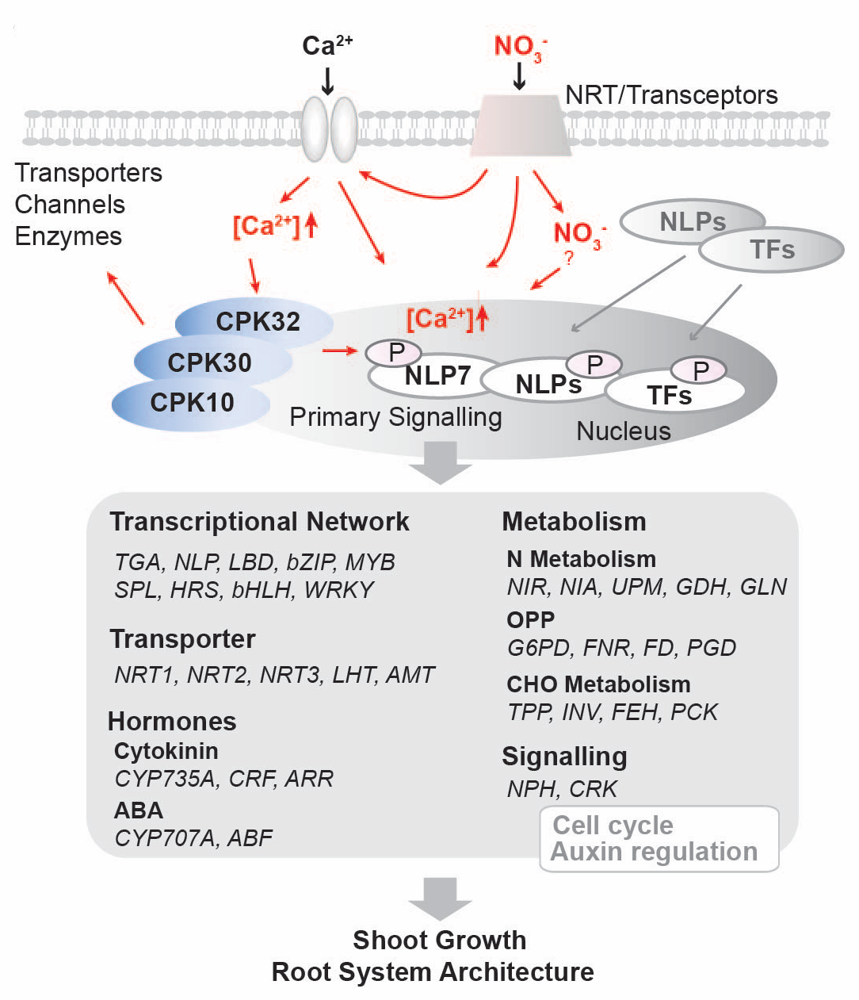 Ca2+
NO3-
NRT/Transceptors
Transporters
Channels
Enzymes
[Ca2+]
NO3-
?
NLPs
TFs
CPK32
CPK30
CPK10
[Ca2+]
P
NLP7
P
NLPs
P
TFs
Primary Signalling
Nucleus
Transcriptional Network
TGA, NLP, LBD, bZIP, MYB
SPL, HRS, bHLH, WRKY
Transporter
NRT1, NRT2, NRT3, LHT, AMT
Hormones
Cytokinin
CYP735A, CRF, ARR
ABA
CYP707A, ABF
Metabolism
N Metabolism
NIR, NIA, UPM, GDH, GLN
OPP
G6PD, FNR, FD, PGD
CHO Metabolism
TPP, INV, FEH, PCK
Signalling
NPH, CRK
Cell cycle
Auxin regulation
Shoot Growth
Root System Architecture